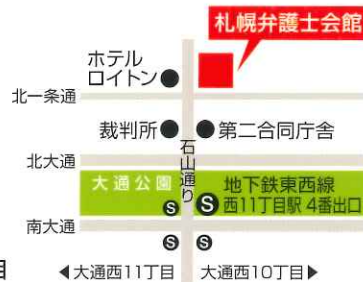 札幌弁護士会館
ホテル
ロイトン
北一条通
裁判所
第二合同庁舎
石山通り
北大通
大通公園
地下鉄東西線
西11丁目駅 4番出口
S
S
南大通
S
S
目
◀大通西11丁目
大通西10丁目▶